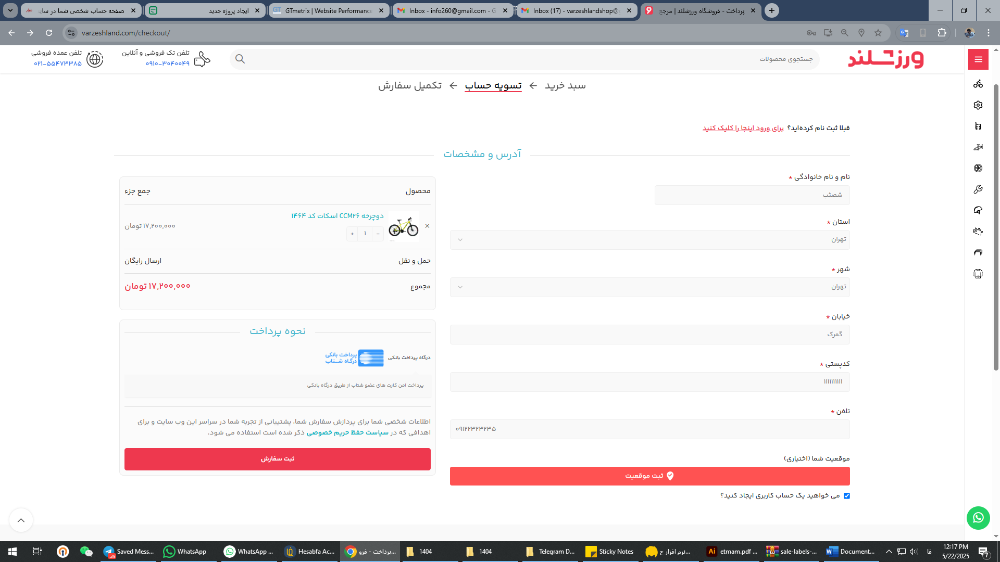 صفحه حساب شخصی شما در سایت دیوار
ایجاد پروژه جدید
GTmetrix | Website Performance
Inbox - info260@gmail.com - G
Inbox (17) - varzeshlandshop@
پرداخت - فروشگاه ورزشلند | مرجع
varzeshland.com/checkout/
ورزشلند
جستجوی محصولات
تلفن تک فروشی و آنلاین
۰۹۱۰-۳۰۴۰۰۴۹
تلفن عمده فروشی
۰۲۱-۵۵۴۷۳۳۸۵
سبد خرید ← تسویه حساب ← تکمیل سفارش
قبلا ثبت نام کرده‌اید؟ برای ورود اینجا را کلیک کنید
آدرس و مشخصات
نام و نام خانوادگی *
شصثب
استان *
تهران
شهر *
تهران
خیابان *
گمرک
کدپستی *
۱۱۱۱۱۱۱۱۱۱
تلفن *
۰۹۱۲۲۳۲۳۲۳۵
موقعیت شما (اختیاری)
ثبت موقعیت
می خواهید یک حساب کاربری ایجاد کنید؟
محصول جمع جزء
دوچرخه CCM۲۶ اسکات کد ۱۴۶۴
- ۱ +
۱۷,۲۰۰,۰۰۰ تومان
حمل و نقل ارسال رایگان
مجموع ۱۷,۲۰۰,۰۰۰ تومان
نحوه پرداخت
درگاه پرداخت بانکی
پرداخت بانکی
درگاه شتاب
پرداخت امن کارت های عضو شتاب از طریق درگاه بانکی
اطلاعات شخصی شما برای پردازش سفارش شما، پشتیبانی از تجربه شما در سراسر این وب سایت و برای
اهدافی که در سیاست حفظ حریم خصوصی ذکر شده است استفاده می شود.
ثبت سفارش
39
Saved Mess...
WhatsApp
WhatsApp ...
Hesabfa Ac...
پرداخت - فرو...
1404
1404
Telegram D...
Sticky Notes
نرم افزار ح...
etmam.pdf ...
sale-labels-...
Document...
فا
12:17 PM
5/22/2025
7